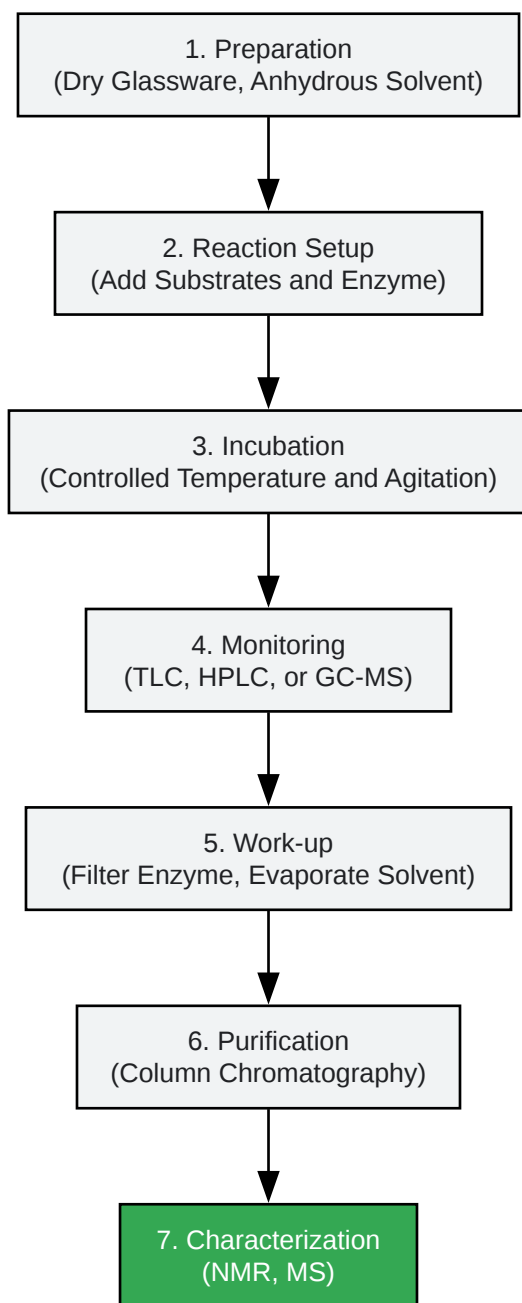 1. Preparation
(Dry Glassware, Anhydrous Solvent)
2. Reaction Setup
(Add Substrates and Enzyme)
3. Incubation
(Controlled Temperature and Agitation)
4. Monitoring
(TLC, HPLC, or GC-MS)
5. Work-up
(Filter Enzyme, Evaporate Solvent)
6. Purification
(Column Chromatography)
7. Characterization
(NMR, MS)